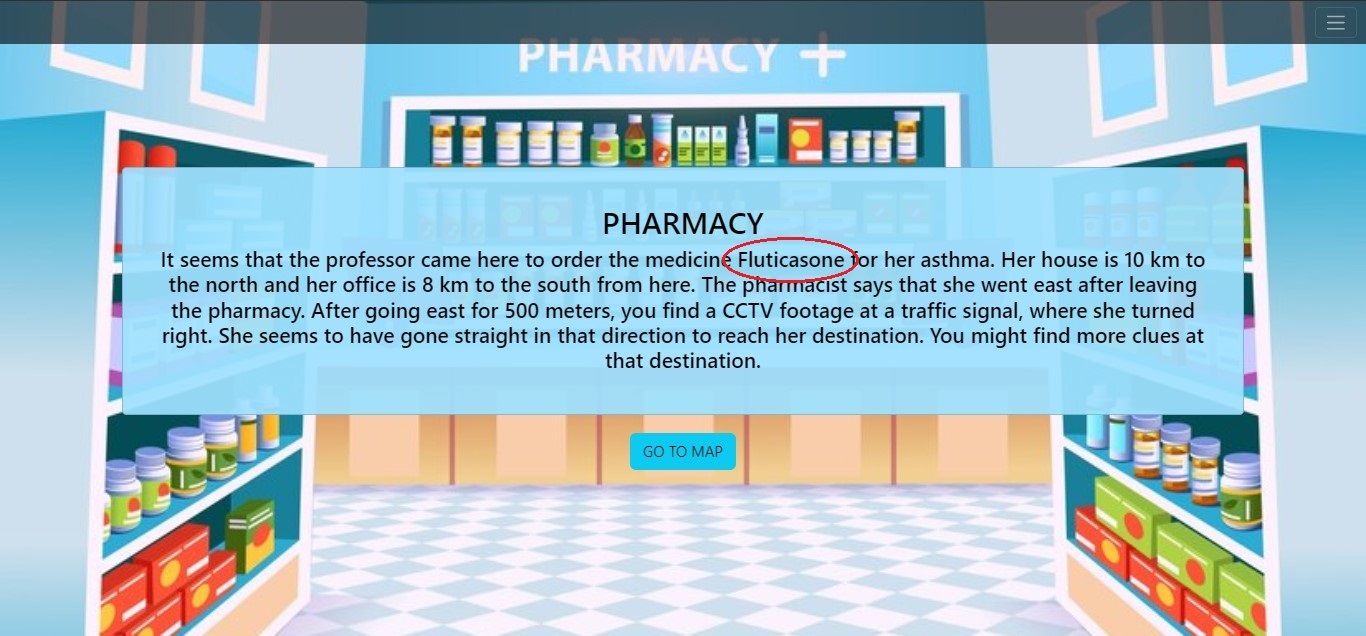 PHARMACY +
PHARMACY
It seems that the professor came here to order the medicine Fluticasone for her asthma. Her house is 10 km to
the north and her office is 8 km to the south from here. The pharmacist says that she went east after leaving
the pharmacy. After going east for 500 meters, you find a CCTV footage at a traffic signal, where she turned
right. She seems to have gone straight in that direction to reach her destination. You might find more clues at
that destination.
GO TO MAP